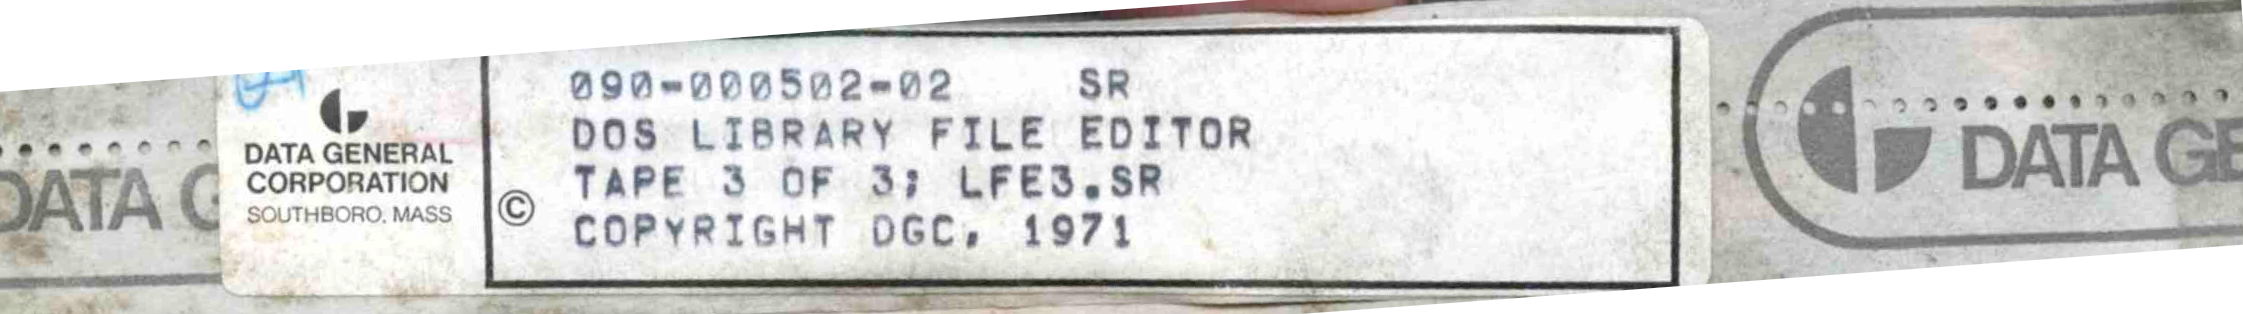 090-000502-02 SR
DOS LIBRARY FILE EDITOR
TAPE 3 OF 3; LFE3.SR
COPYRIGHT DGC, 1971
©
DATA GENERAL
CORPORATION
SOUTHBORO, MASS
DATA G
DATA GE